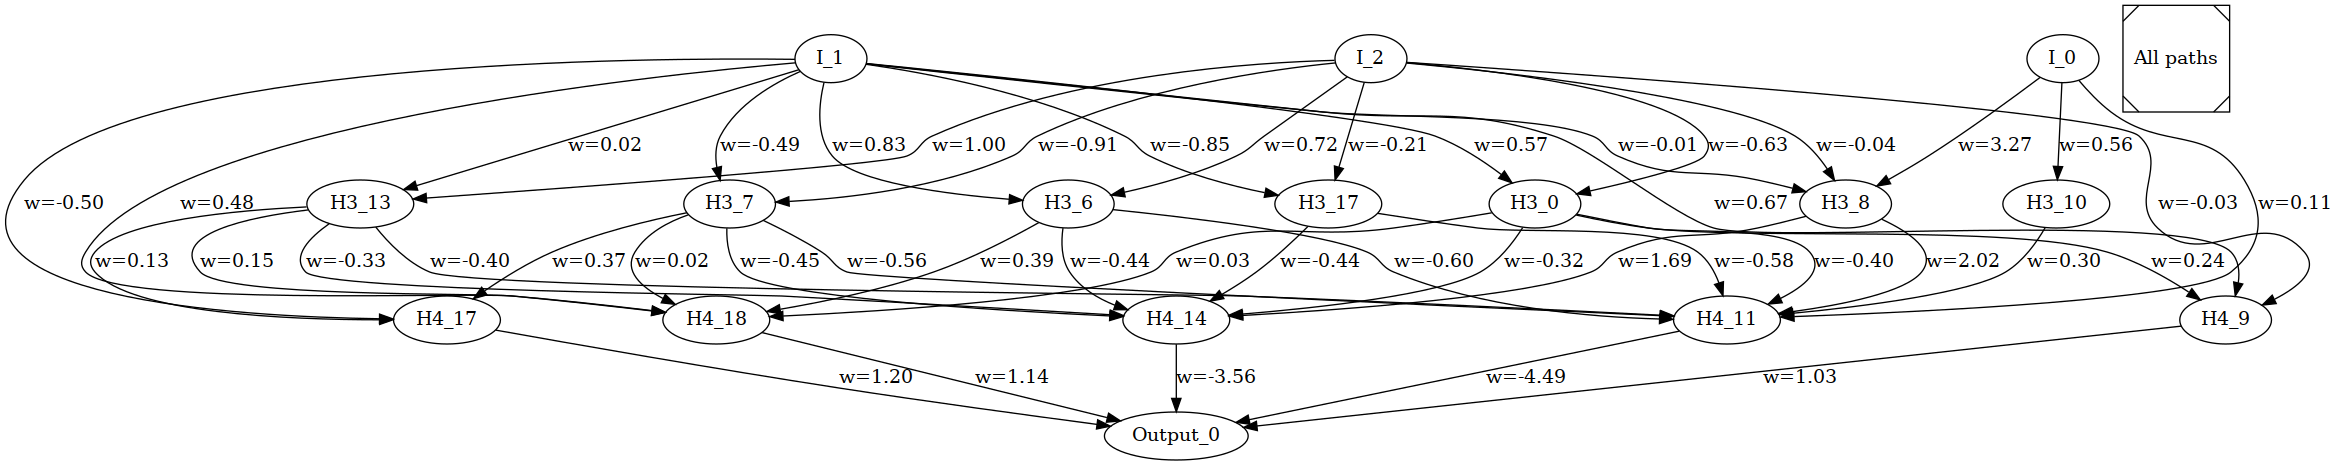 I_1
I_2
I_0
All paths
w=0.02
w=-0.49
w=0.83
w=1.00
w=-0.91
w=-0.85
w=0.72
w=-0.21
w=0.57
w=-0.01
w=-0.63
w=-0.04
w=3.27
w=0.56
w=-0.50
w=0.48
H3_13
H3_7
H3_6
H3_17
H3_0
w=0.67
H3_8
H3_10
w=-0.03
w=0.11
w=0.13
w=0.15
w=-0.33
w=-0.40
w=0.37
w=0.02
w=-0.45
w=-0.56
w=0.39
w=-0.44
w=0.03
w=-0.44
w=-0.60
w=-0.32
w=1.69
w=-0.58
w=-0.40
w=2.02
w=0.30
w=0.24
H4_17
H4_18
H4_14
H4_11
H4_9
w=1.20
w=1.14
w=-3.56
w=-4.49
w=1.03
Output_0